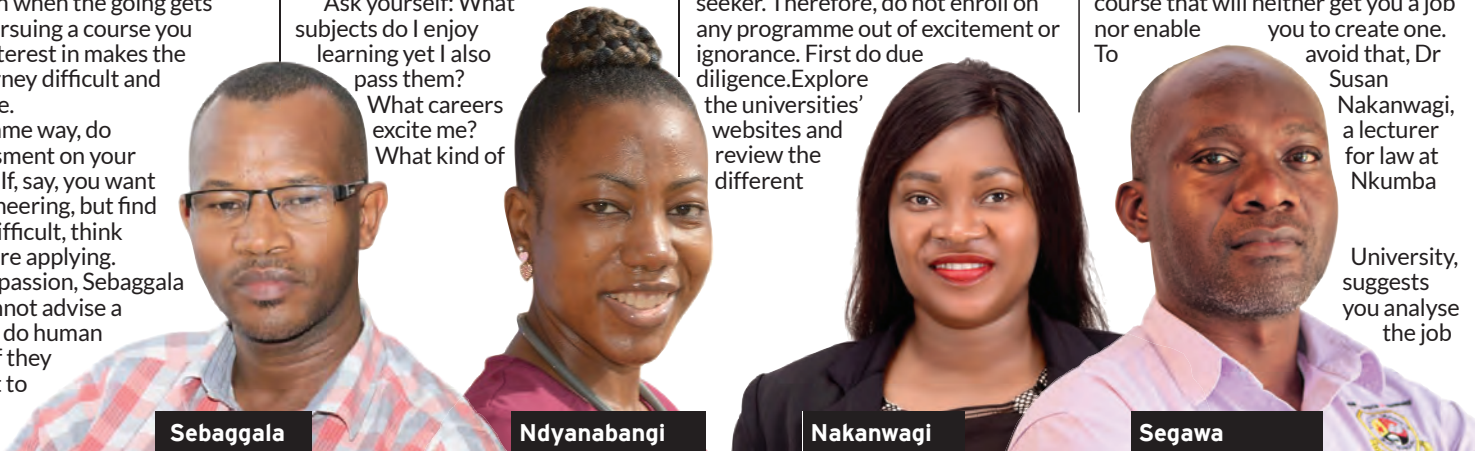 n when the going gets
rsuing a course you
terest in makes the
rney difficult and
e.
me way, do
sment on your
If, say, you want
neering, but find
ifficult, think
re applying.
passion, Sebaggala
nnot advise a
do human
f they
t to
Ask yourself: What
subjects do I enjoy
learning yet I also
pass them?
What careers
excite me?
What kind of
seeker. Therefore, do not enroll on
any programme out of excitement or
ignorance. First do due
diligence.Explore
the universities’
websites and
review the
different
course that will neither get you a job
nor enable you to create one.
To avoid that, Dr
Susan
Nakanwagi,
a lecturer
for law at
Nkumba
University,
suggests
you analyse
the job
Sebaggala
Ndyanabangi
Nakanwagi
Segawa